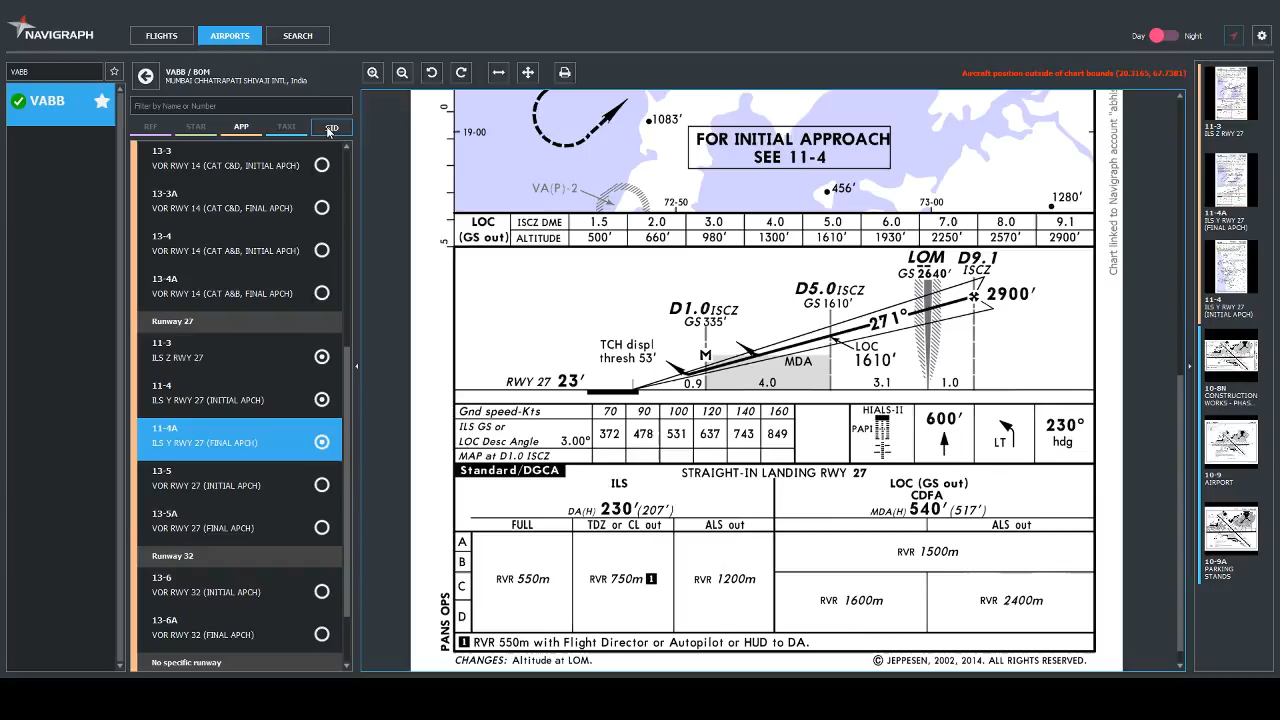 NAVIGRAPH
FLIGHTS
AIRPORTS
SEARCH
Day
Night
VABB
VABB / BOM
MUMBAI CHHATRAPATI SHIVAJI INTL, India
Aircraft position outside of chart bounds (20.3165, 67.7381)
VABB
Filter by Name or Number
REF
STAR
APP
TAXI
SID
13-3
VOR RWY 14 (CAT C&D, INITIAL APCH)
13-3A
VOR RWY 14 (CAT C&D, FINAL APCH)
13-4
VOR RWY 14 (CAT A&B, INITIAL APCH)
13-4A
VOR RWY 14 (CAT A&B, FINAL APCH)
Runway 27
11-3
ILS Z RWY 27
11-4
ILS Y RWY 27 (INITIAL APCH)
11-4A
ILS Y RWY 27 (FINAL APCH)
13-5
VOR RWY 27 (INITIAL APCH)
13-5A
VOR RWY 27 (FINAL APCH)
Runway 32
13-6
VOR RWY 32 (INITIAL APCH)
13-6A
VOR RWY 32 (FINAL APCH)
No specific runway
0
19-00
1083'
FOR INITIAL APPROACH
SEE 11-4
VA(P)-2
456'
1280'
72-50
73-00
5
LOC
(GS out)
ISCZ DME 1.5 2.0 3.0 4.0 5.0 6.0 7.0 8.0 9.1
ALTITUDE 500' 660' 980' 1300' 1610' 1930' 2250' 2570' 2900'
LOM
GS 2640'
D9.1
ISCZ
2900'
D5.0 ISCZ
GS 1610'
D1.0 ISCZ
GS 335'
271°
TCH displ
thresh 53'
M
MDA
LOC
1610'
RWY 27 23'
0.9 4.0 3.1 1.0
Gnd speed-Kts 70 90 100 120 140 160
ILS GS or
LOC Desc Angle 3.00° 372 478 531 637 743 849
MAP at D1.0 ISCZ
HIALS-II
PAPI
600'
LT
230°
hdg
Standard/DGCA
STRAIGHT-IN LANDING RWY 27
ILS
LOC (GS out)
CDFA
DA(H) 230' (207')
MDA(H) 540' (517')
FULL
TDZ or CL out
ALS out
ALS out
A
B
C
D
RVR 550m
RVR 750m 1
RVR 1200m
RVR 1500m
RVR 1600m
RVR 2400m
PANS OPS
1 RVR 550m with Flight Director or Autopilot or HUD to DA.
CHANGES: Altitude at LOM.
© JEPPESEN, 2002, 2014. ALL RIGHTS RESERVED.
Chart linked to Navigraph account "abhis
11-3
ILS Z RWY 27
11-4A
ILS Y RWY 27
(FINAL APCH)
11-4
ILS Y RWY 27
(INITIAL APCH)
10-8N
CONSTRUCTION
WORKS - PHAS...
10-9
AIRPORT
10-9A
PARKING
STANDS